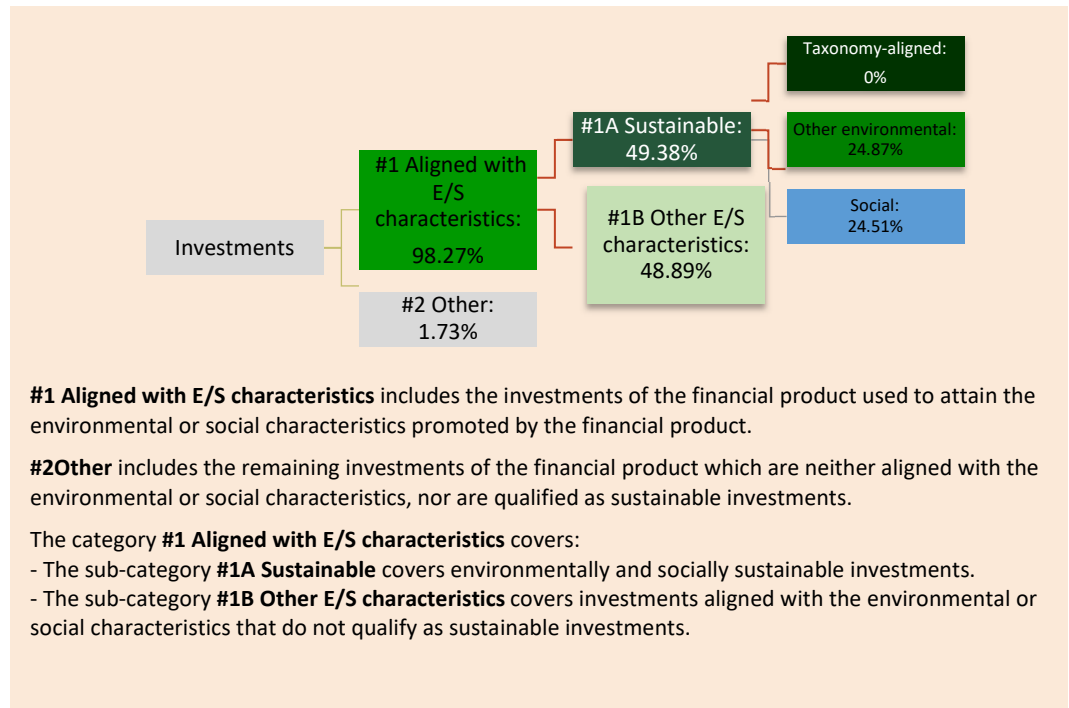 Investments
#1 Aligned with
E/S
characteristics:
98.27%
#2 Other:
1.73%
#1A Sustainable:
49.38%
#1B Other E/S
characteristics:
48.89%
Taxonomy-aligned:
0%
Other environmental:
24.87%
Social:
24.51%
#1 Aligned with E/S characteristics includes the investments of the financial product used to attain the
environmental or social characteristics promoted by the financial product.
#2Other includes the remaining investments of the financial product which are neither aligned with the
environmental or social characteristics, nor are qualified as sustainable investments.
The category #1 Aligned with E/S characteristics covers:
- The sub-category #1A Sustainable covers environmentally and socially sustainable investments.
- The sub-category #1B Other E/S characteristics covers investments aligned with the environmental or
social characteristics that do not qualify as sustainable investments.